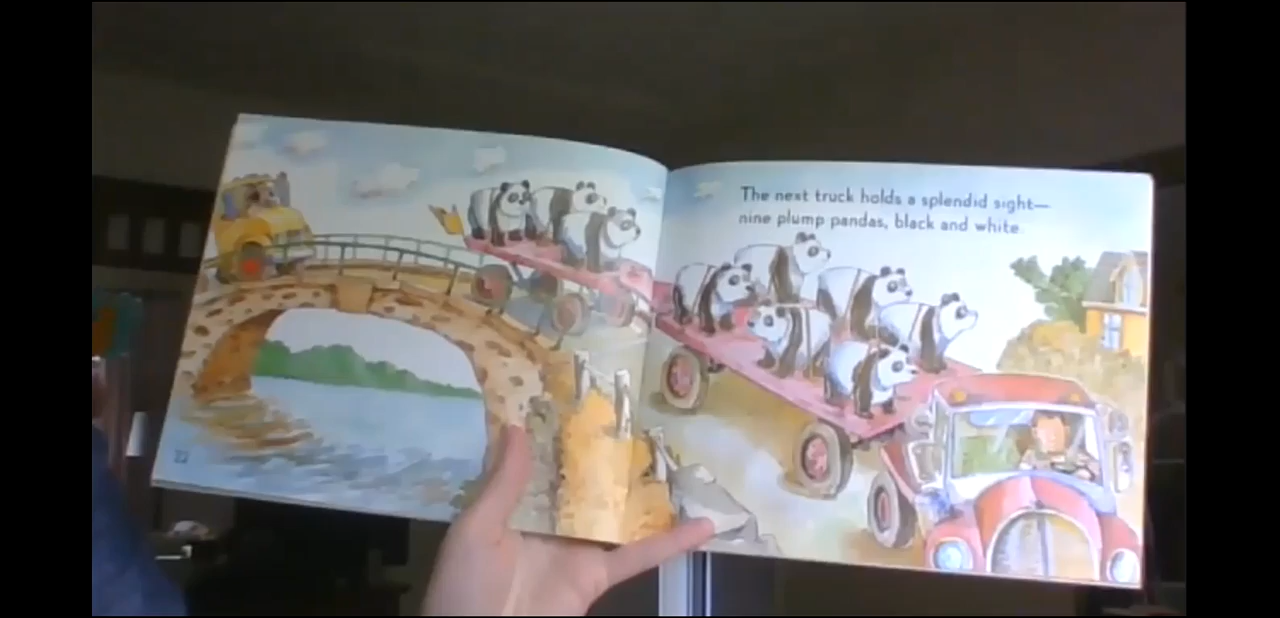 The next truck holds a splendid sight—
nine plump pandas, black and white.